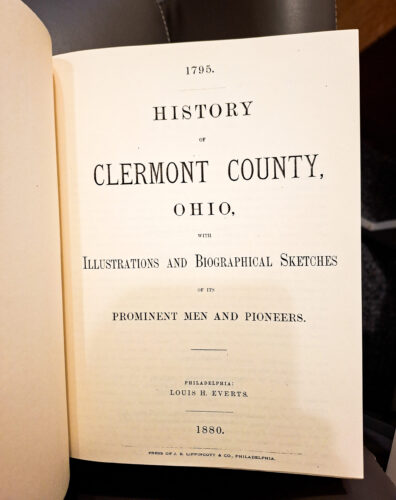 1795.
HISTORY
OF
CLERMONT COUNTY,
OHIO,
WITH
ILLUSTRATIONS AND BIOGRAPHICAL SKETCHES
OF ITS
PROMINENT MEN AND PIONEERS.
PHILADELPHIA:
LOUIS H. EVERTS.
1880.
PRESS OF J. B. LIPPINCOTT & CO., PHILADELPHIA.